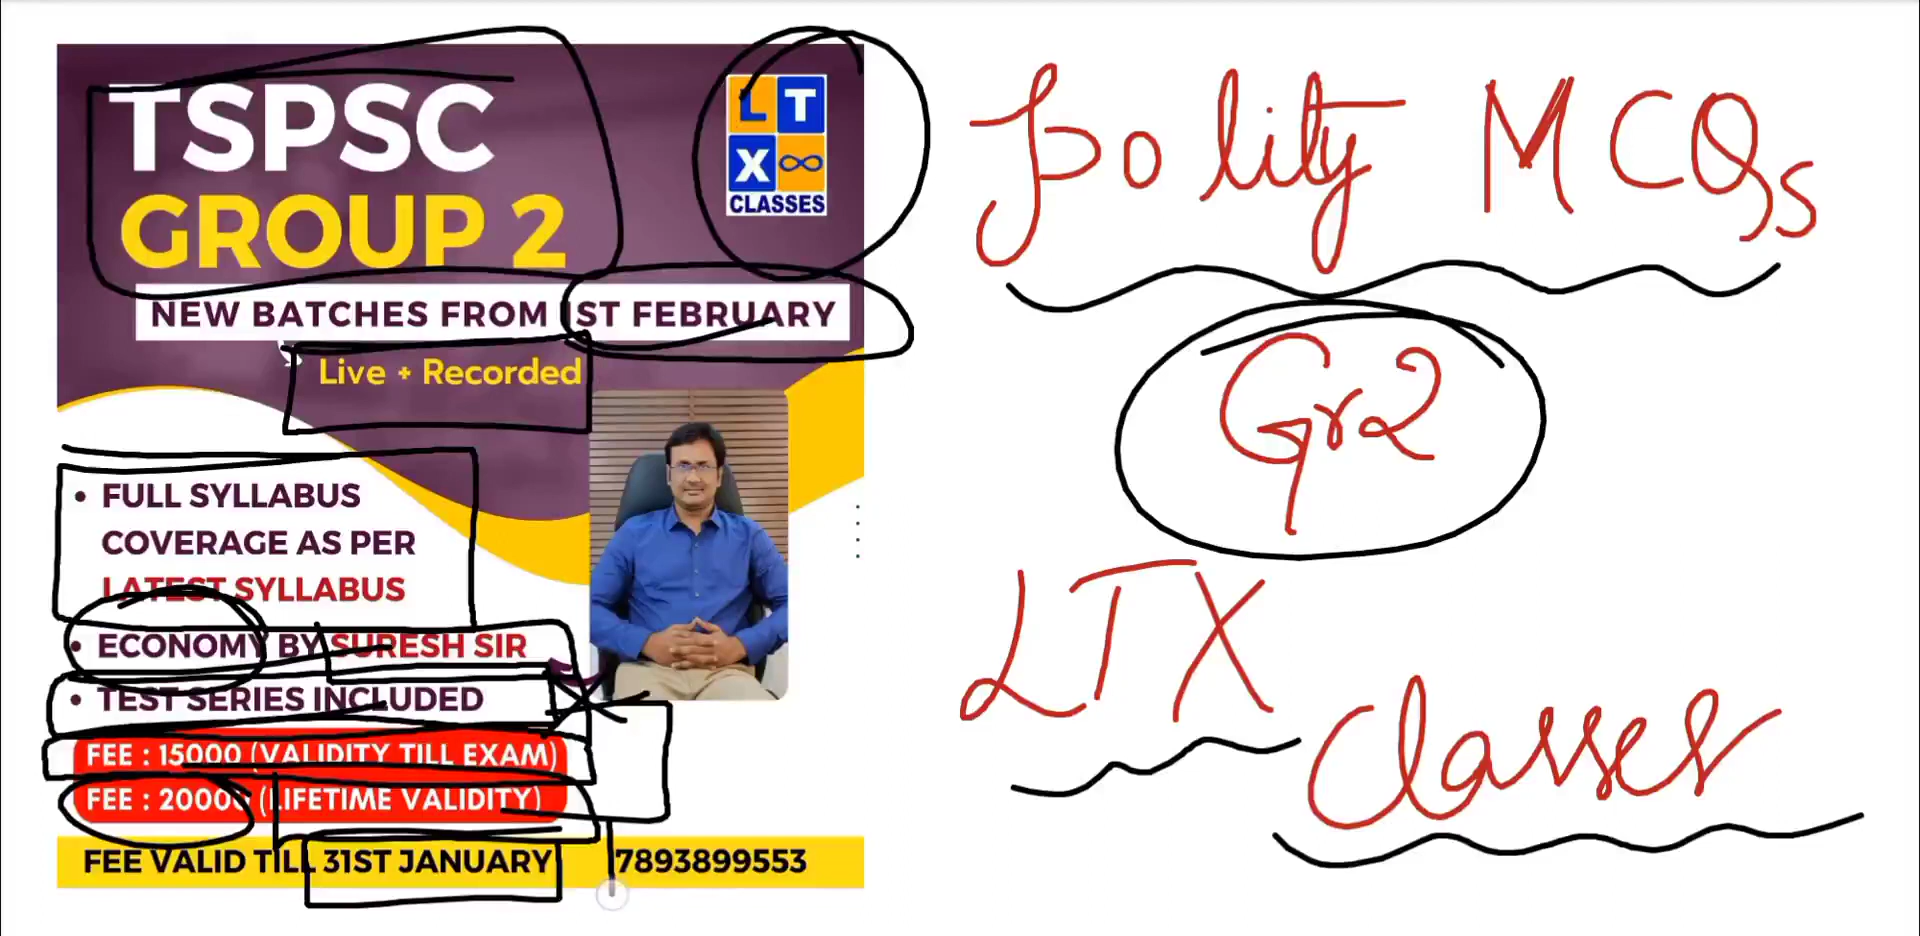 TSPSC
GROUP 2
L T
X ∞
CLASSES
NEW BATCHES FROM 1ST FEBRUARY
Live + Recorded
• FULL SYLLABUS
COVERAGE AS PER
LATEST SYLLABUS
• ECONOMY BY SURESH SIR
• TEST SERIES INCLUDED
FEE : 15000 (VALIDITY TILL EXAM)
FEE : 20000 (LIFETIME VALIDITY)
FEE VALID TILL 31ST JANUARY 7893899553
Polity MCQs
Gr2
LTX
Classes